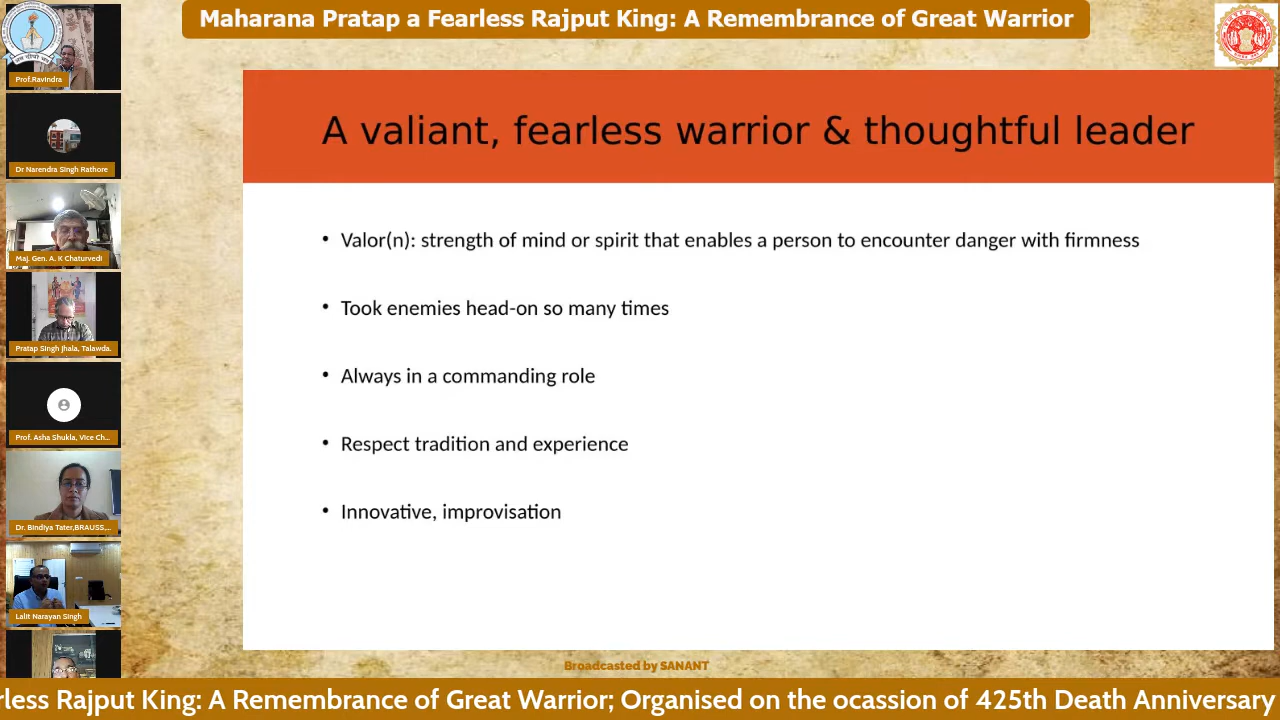 Maharana Pratap a Fearless Rajput King: A Remembrance of Great Warrior
Prof.Ravindra
Dr Narendra Singh Rathore
Maj. Gen. A. K Chaturvedi
Pratap Singh Jhala, Talawda.
Prof. Asha Shukla, Vice Ch...
Dr. Bindiya Tater,BRAUSS,...
Lalit Narayan Singh
A valiant, fearless warrior & thoughtful leader
• Valor(n): strength of mind or spirit that enables a person to encounter danger with firmness
• Took enemies head-on so many times
• Always in a commanding role
• Respect tradition and experience
• Innovative, improvisation
Broadcasted by SANANT
rless Rajput King: A Remembrance of Great Warrior; Organised on the ocassion of 425th Death Anniversary